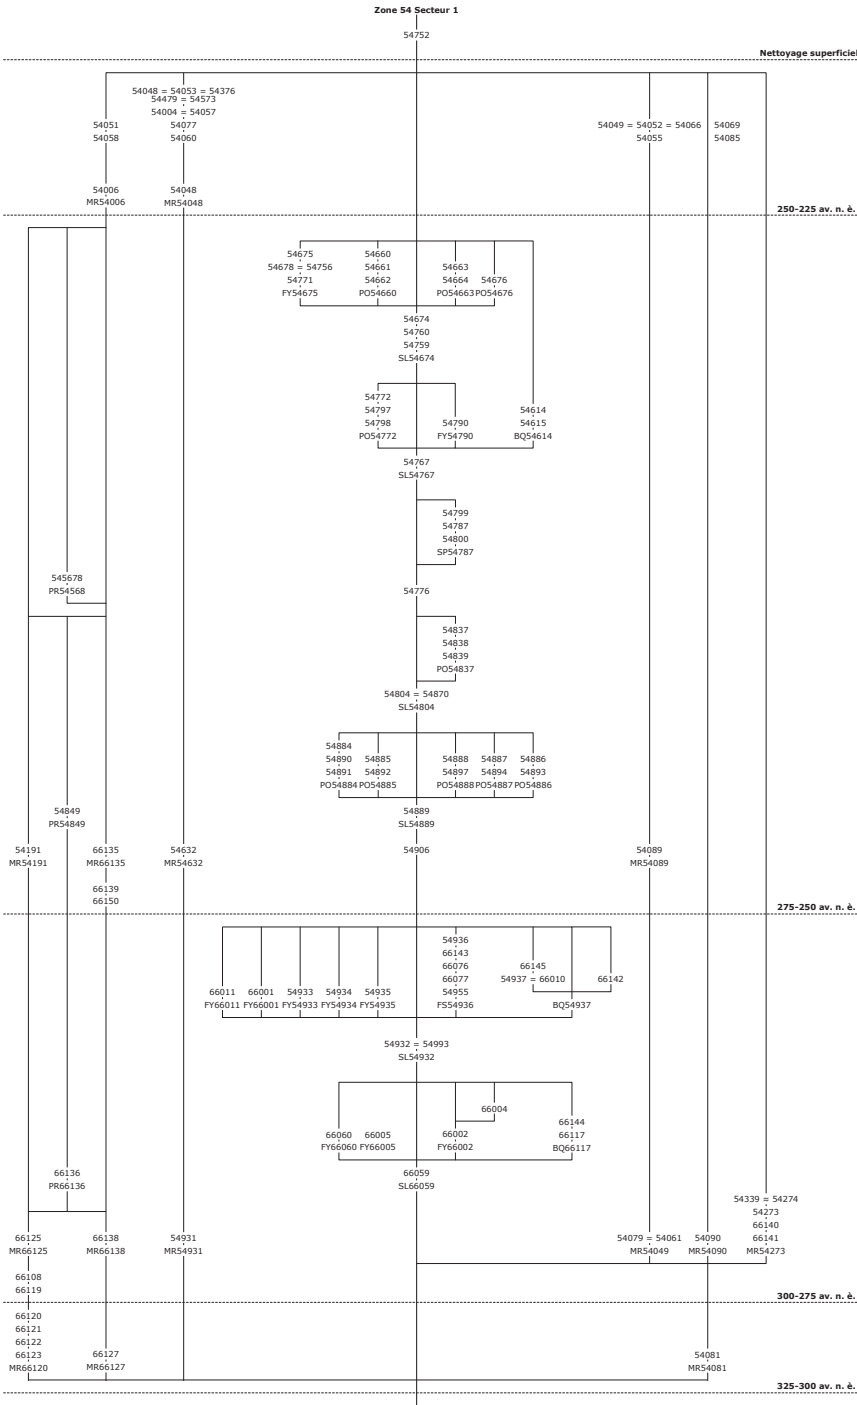 Zone 54 Secteur 1
54752
Nettoyage superficiel
54048 = 54053 = 54376
54479 = 54573
54004 = 54057
54051 54077 54049 = 54052 = 54066 54069
54058 54060 54055 54085
54006 54048
MR54006 MR54048
250-225 av. n. è.
54675 54660
54678 = 54756 54661 54663
54771 54662 54664 54676
FY54675 PO54660 PO54663 PO54676
54674
54760
54759
SL54674
54772
54797 54614
54798 54790 54615
PO54772 FY54790 BQ54614
54767
SL54767
54799
54787
54800
SP54787
545678
PR54568
54776
54837
54838
54839
PO54837
54804 = 54870
SL54804
54884
54890 54885 54888 54887 54886
54891 54892 54897 54894 54893
PO54884 PO54885 PO54888 PO54887 PO54886
54849 54889
PR54849 SL54889
54191 66135 54632 54906 54089
MR54191 MR66135 MR54632 MR54089
66139
66150
275-250 av. n. è.
54936
66143
66076 66145
66077 54937 = 66010 66142
66011 66001 54933 54934 54935 54955
FY66011 FY66001 FY54933 FY54934 FY54935 FS54936 BQ54937
54932 = 54993
SL54932
66004
66144
66060 66005 66002 66117
FY66060 FY66005 FY66002 BQ66117
66136 66059
PR66136 SL66059
54339 ≈ 54274
54273
66140
66125 66138 54931 54079 = 54061 54090 66141
MR66125 MR66138 MR54931 MR54049 MR54090 MR54273
66108
66119
300-275 av. n. è.
66120
66121
66122
66123 66127 54081
MR66120 MR66127 MR54081
325-300 av. n. è.